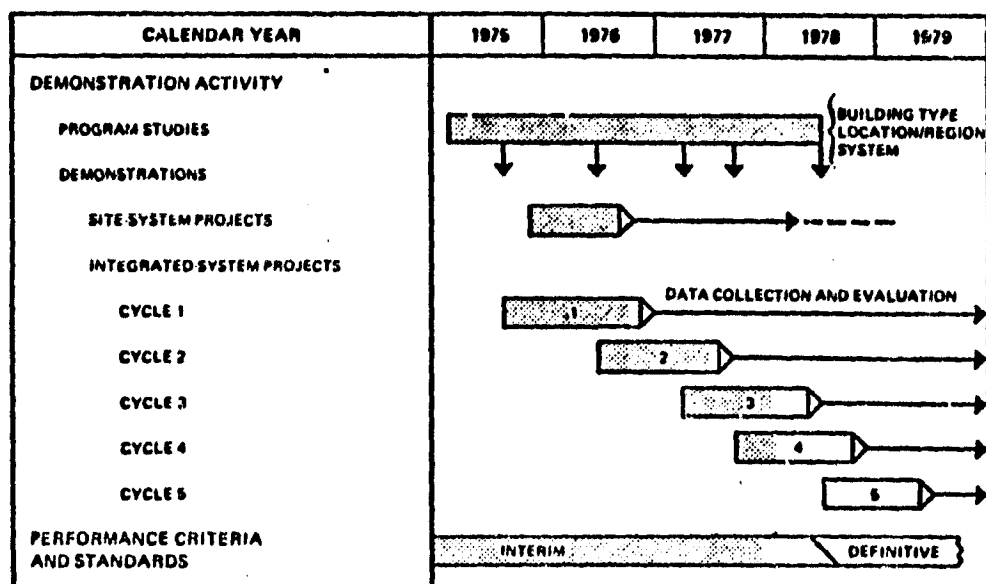 CALENDAR YEAR 1975 1976 1977 1978 1979
DEMONSTRATION ACTIVITY
PROGRAM STUDIES
BUILDING TYPE
LOCATION/REGION
SYSTEM
DEMONSTRATIONS
SITE-SYSTEM PROJECTS
INTEGRATED-SYSTEM PROJECTS
DATA COLLECTION AND EVALUATION
CYCLE 1 1
CYCLE 2 2
CYCLE 3 3
CYCLE 4 4
CYCLE 5 5
PERFORMANCE CRITERIA
AND STANDARDS
INTERIM DEFINITIVE